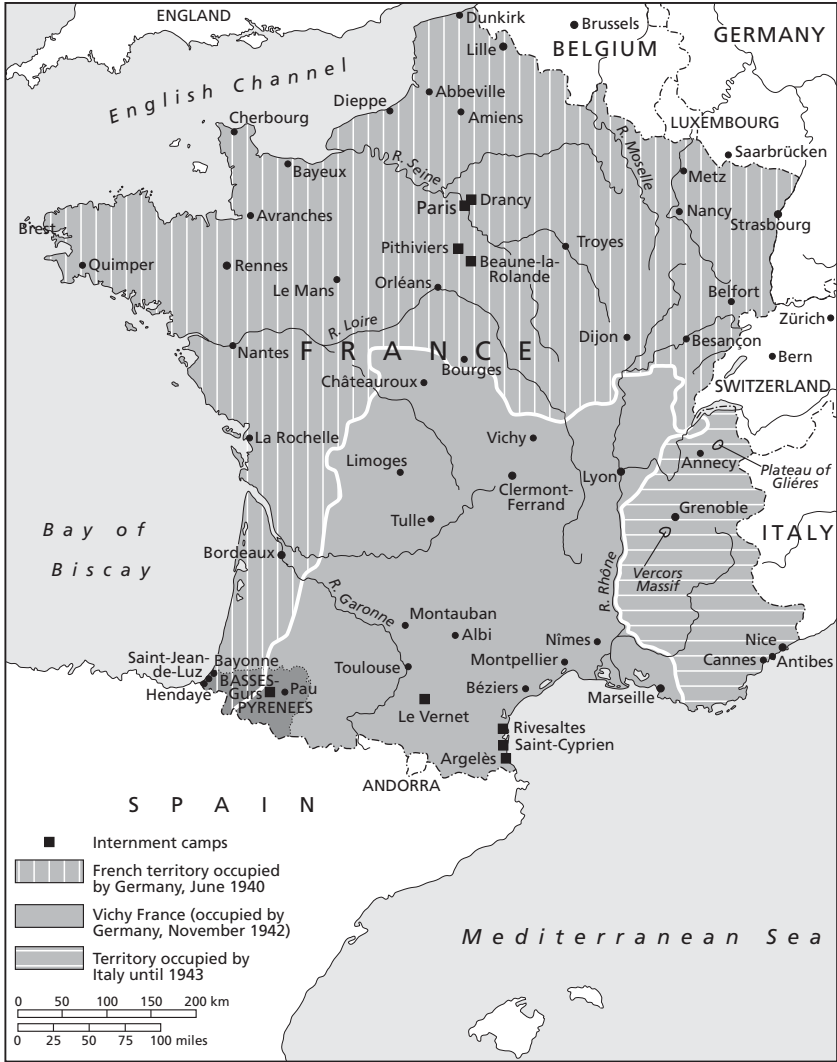 ENGLAND
Dunkirk
Brussels
GERMANY
Lille
BELGIUM
English Channel
Abbeville
Dieppe
Amiens
Cherbourg
LUXEMBOURG
Saarbrücken
R. Seine
R. Moselle
Bayeux
Metz
Drancy
Paris
Nancy
Avranches
Strasbourg
Brest
Pithiviers
Troyes
Quimper
Rennes
Beaune-la-
Rolande
Le Mans
Orléans
Belfort
Zürich
R. Loire
Dijon
Besançon
Nantes
FRANCE
Bern
Bourges
Châteauroux
SWITZERLAND
La Rochelle
Vichy
Limoges
Lyon
Annecy
Plateau of
Gliéres
Clermont-
Ferrand
Grenoble
Tulle
Bay of
Biscay
ITALY
Bordeaux
R. Rhône
Vercors
Massif
R. Garonne
Montauban
Albi
Nîmes
Nice
Saint-Jean-
de-Luz
Bayonne
Toulouse
Montpellier
Cannes
Antibes
BASSES-
Hendaye
Gurs
Pau
PYRENEES
Béziers
Marseille
Le Vernet
Rivesaltes
Saint-Cyprien
Argelès
ANDORRA
SPAIN
Internment camps
French territory occupied
by Germany, June 1940
Vichy France (occupied by
Germany, November 1942)
Territory occupied by
Italy until 1943
Mediterranean Sea
0 50 100 150 200 km
0 25 50 75 100 miles